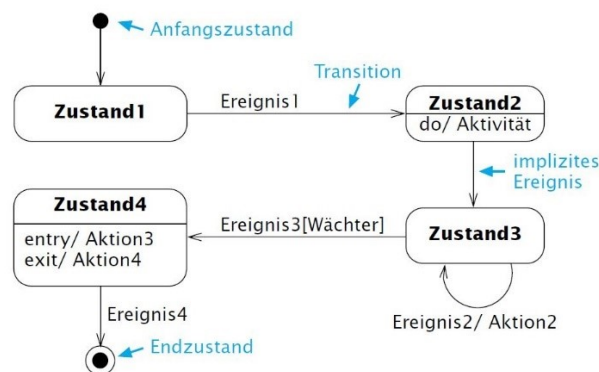 Anfangszustand
Transition
Zustand1
Ereignis1
Zustand2
do/ Aktivität
implizites
Ereignis
Zustand4
entry/ Aktion3
exit/ Aktion4
Ereignis3[Wächter]
Zustand3
Ereignis2/ Aktion2
Ereignis4
Endzustand